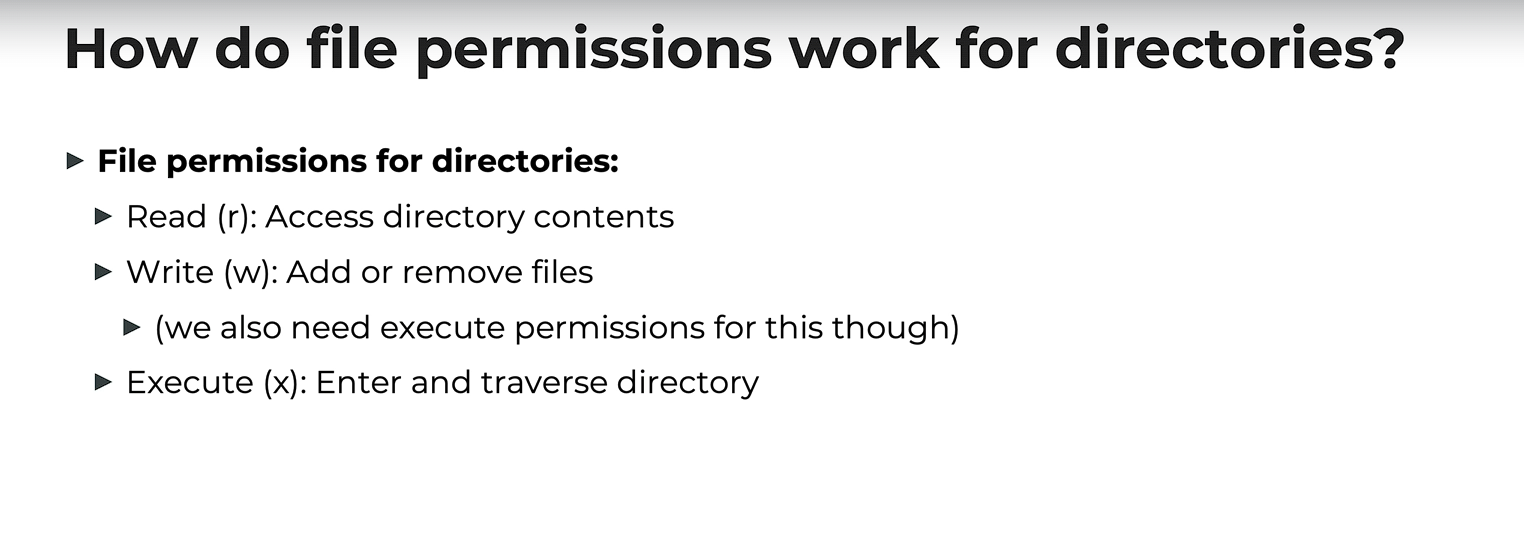 How do file permissions work for directories?
File permissions for directories:
Read (r): Access directory contents
Write (w): Add or remove files
(we also need execute permissions for this though)
Execute (x): Enter and traverse directory